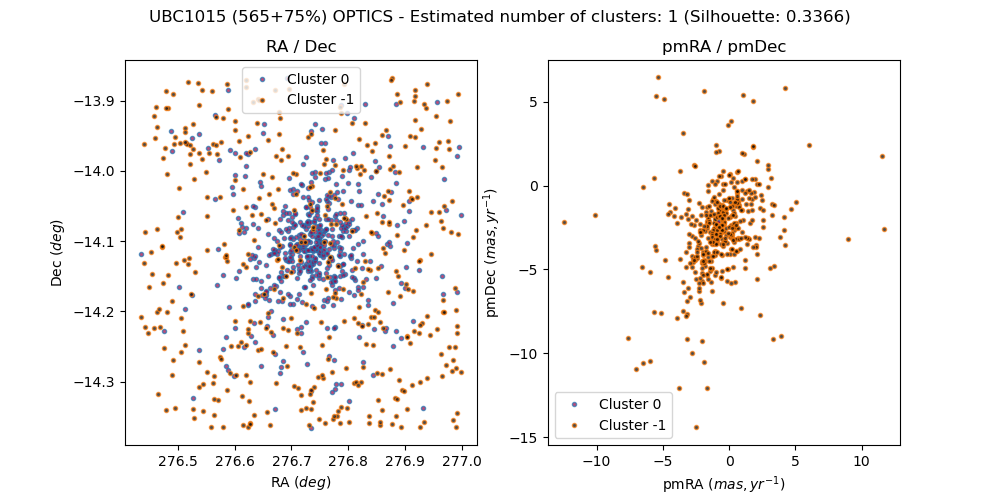 UBC1015 (565+75%) OPTICS - Estimated number of clusters: 1 (Silhouette: 0.3366)
RA / Dec
pmRA / pmDec
Cluster 0
Cluster -1
−13.9
−14.0
−14.1
−14.2
−14.3
Dec (deg)
276.5 276.6 276.7 276.8 276.9 277.0
RA (deg)
5
0
−5
−10
−15
pmDec (mas, yr⁻¹)
Cluster 0
Cluster -1
−10 −5 0 5 10
pmRA (mas, yr⁻¹)